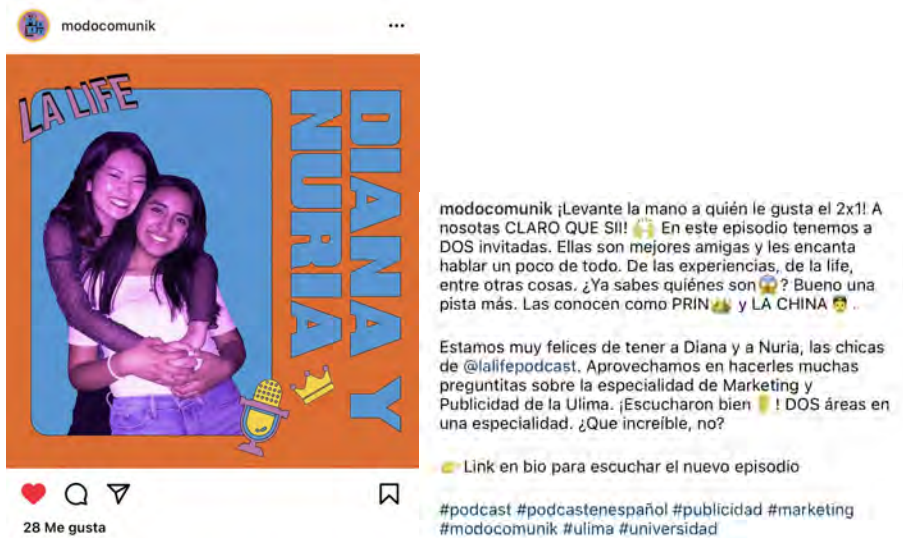 modocomunik
LA LIFE
DIANA Y
NURIA
28 Me gusta
modocomunik ¡Levante la mano a quién le gusta el 2x1! A
nosotas CLARO QUE SII! 🙌 En este episodio tenemos a
DOS invitadas. Ellas son mejores amigas y les encanta
hablar un poco de todo. De las experiencias, de la life,
entre otras cosas. ¿Ya sabes quiénes son😱? Bueno una
pista más. Las conocen como PRIN👑 y LA CHINA 👲.
Estamos muy felices de tener a Diana y a Nuria, las chicas
de @lalifepodcast. Aprovechamos en hacerles muchas
preguntitas sobre la especialidad de Marketing y
Publicidad de la Ulima. ¡Escucharon bien ! DOS áreas en
una especialidad. ¿Que increíble, no?
👉 Link en bio para escuchar el nuevo episodio
#podcast #podcastenespañol #publicidad #marketing
#modocomunik #ulima #universidad